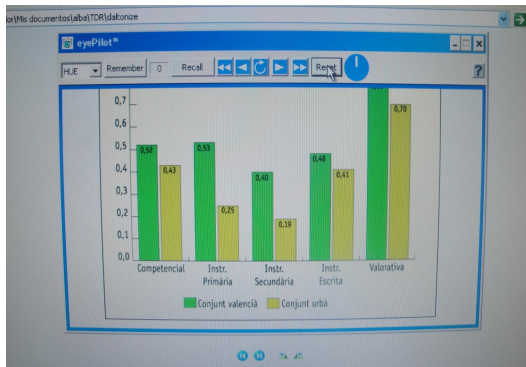 lor\Mis documentos\alba\TDR\daltonize
eyePilot™
HUE Remember 0 Recall Reset ?
0,7
0,6
0,5
0,4
0,3
0,2
0,1
0,0
0,52 0,43 0,53 0,25 0,40 0,19 0,48 0,41 0,70
Competencial Instr. Primària Instr. Secundària Instr. Escrita Valorativa
Conjunt valencià Conjunt urbà